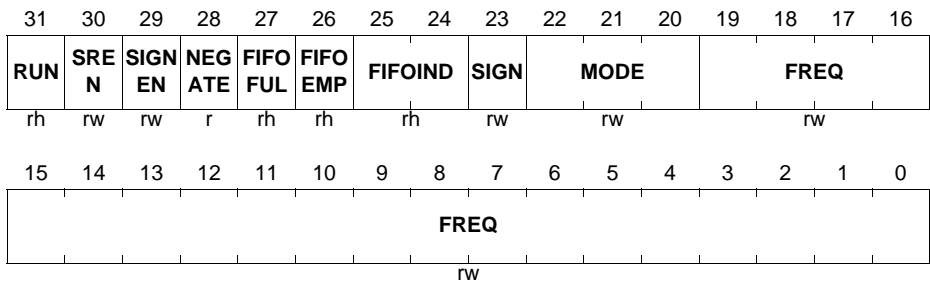 31 30 29 28 27 26 25 24 23 22 21 20 19 18 17 16
RUN SRE SIGN NEG FIFO FIFO FIFOIND SIGN MODE FREQ
N EN ATE FUL EMP
rh rw rw r rh rh rh rw rw rw
15 14 13 12 11 10 9 8 7 6 5 4 3 2 1 0
FREQ
rw